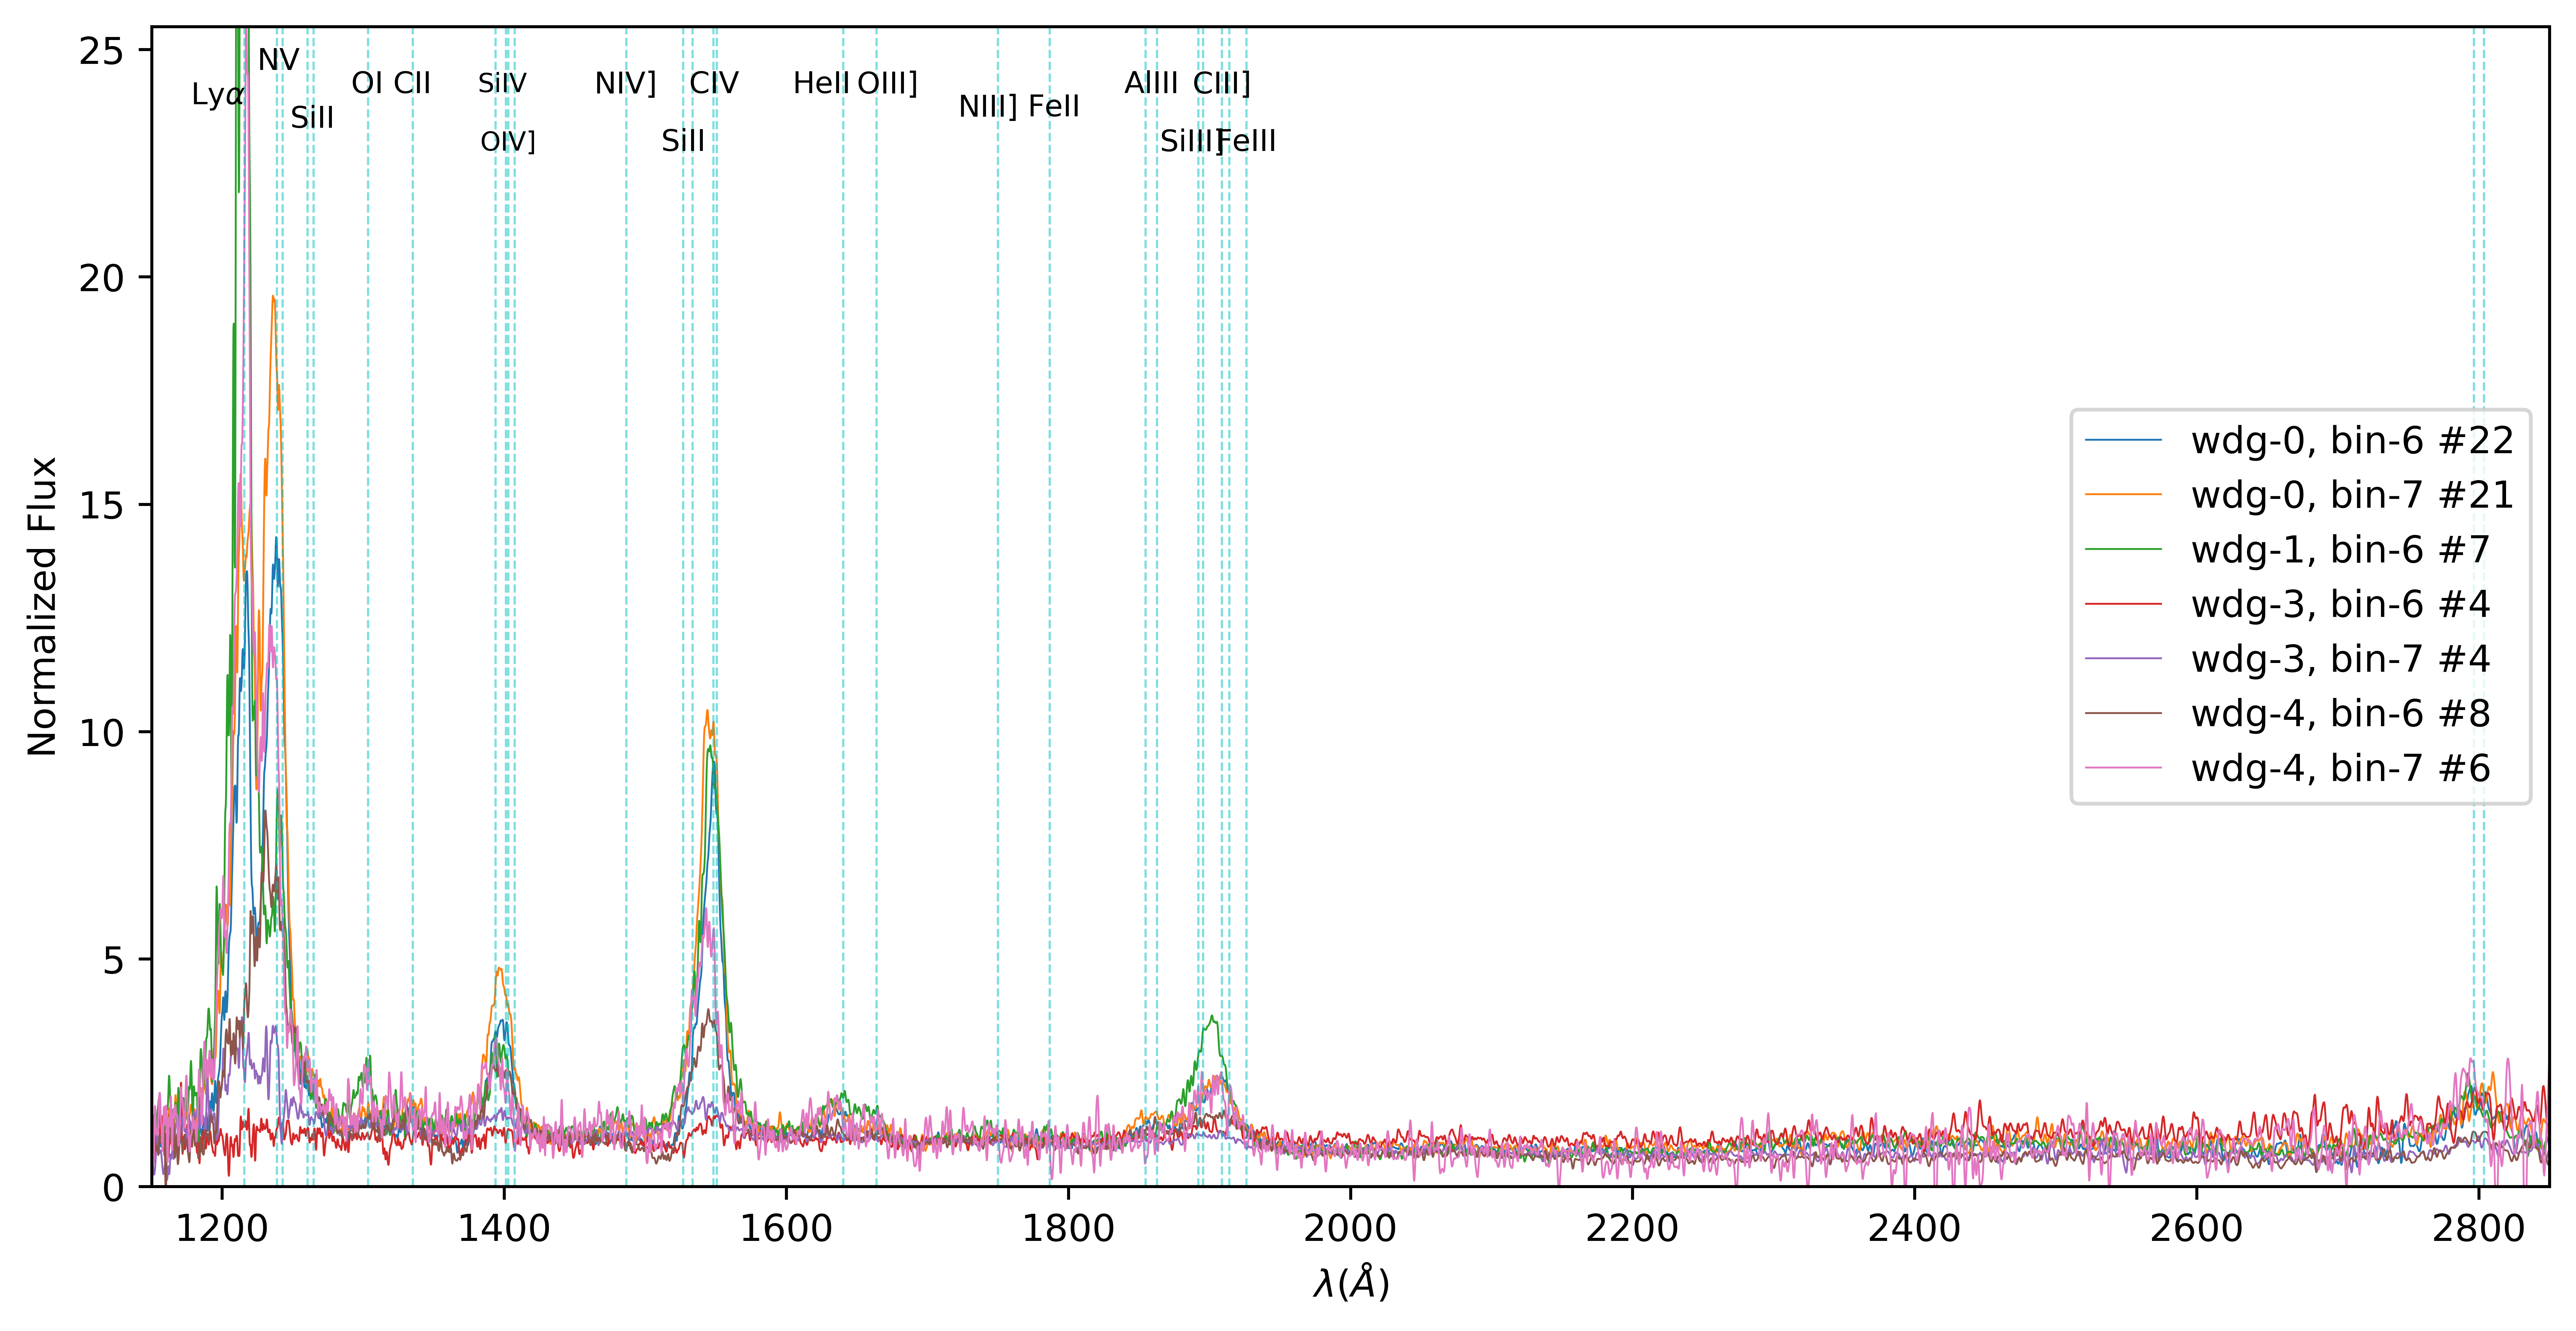 25
20
15
10
5
0
Normalized Flux
Lyα
NV
SiII
OI CII
SiIV
OIV]
NIV]
SiII
CIV
HeII OIII]
NIII] FeII
AlIII
SiIII]
CIII]
FeIII
wdg-0, bin-6 #22
wdg-0, bin-7 #21
wdg-1, bin-6 #7
wdg-3, bin-6 #4
wdg-3, bin-7 #4
wdg-4, bin-6 #8
wdg-4, bin-7 #6
1200 1400 1600 1800 2000 2200 2400 2600 2800
λ(Å)